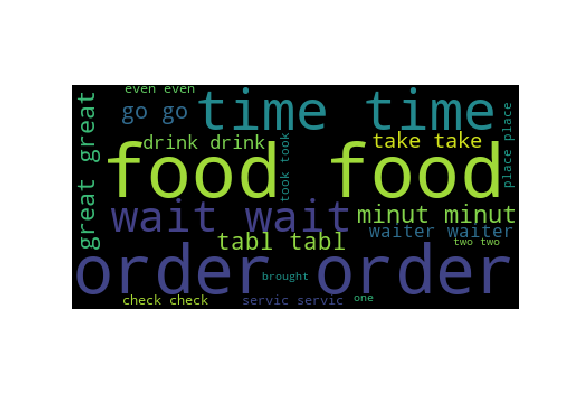 even even
great great
go go
time time
place place
drink drink
took took
take take
food food
wait wait
minut minut
waiter waiter
tabl tabl
two two
order order
brought
check check
servic servic
one